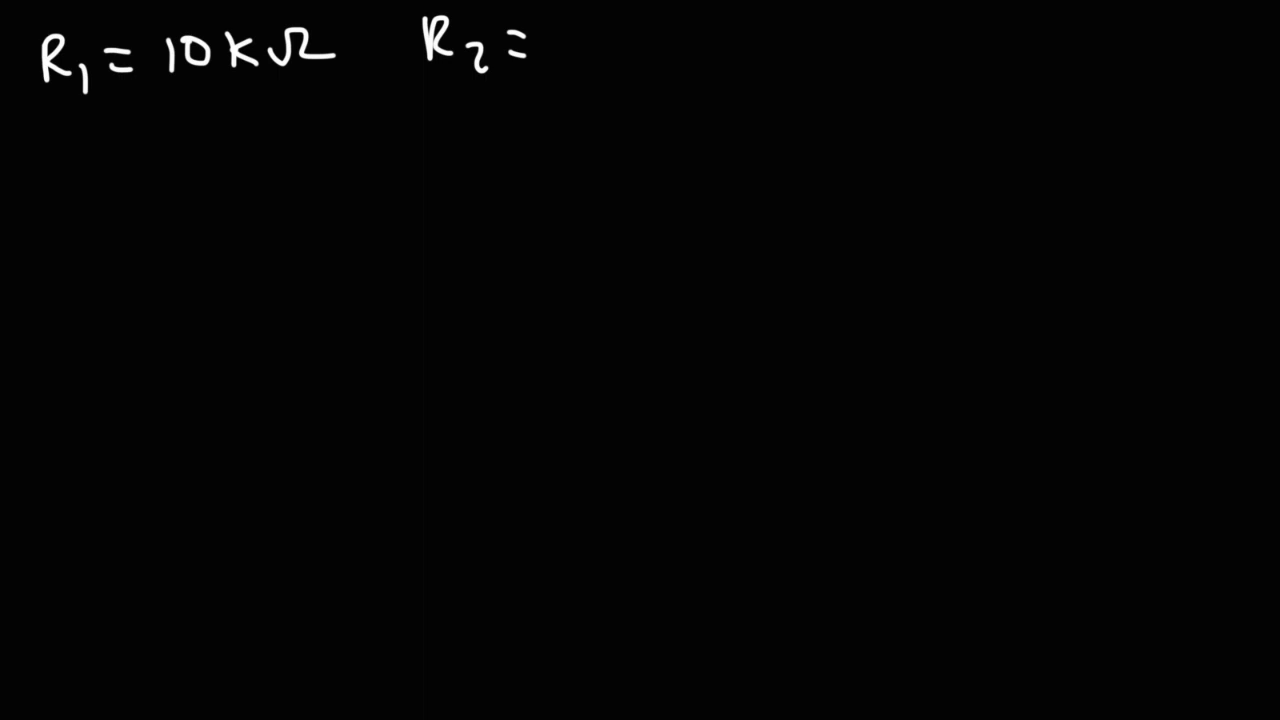 R₁ = 10 kΩ R₂ =